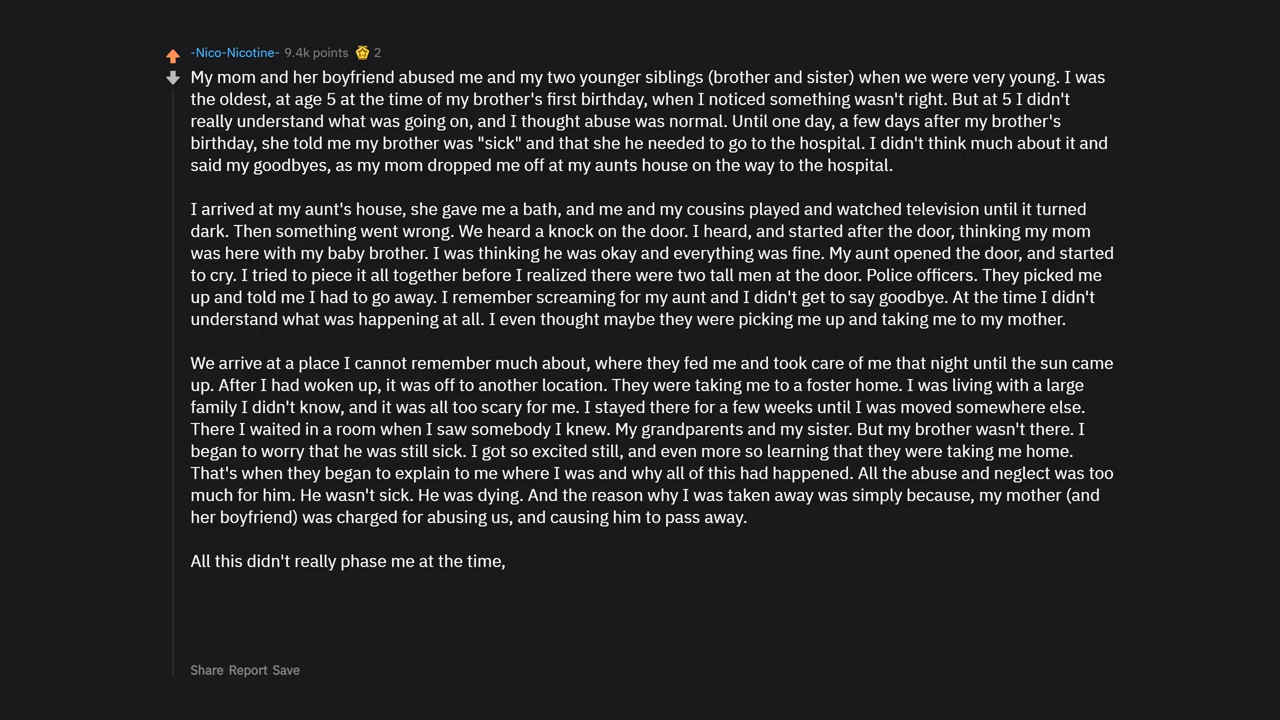 -Nico-Nicotine- 9.4k points 2
My mom and her boyfriend abused me and my two younger siblings (brother and sister) when we were very young. I was
the oldest, at age 5 at the time of my brother's first birthday, when I noticed something wasn't right. But at 5 I didn't
really understand what was going on, and I thought abuse was normal. Until one day, a few days after my brother's
birthday, she told me my brother was "sick" and that she he needed to go to the hospital. I didn't think much about it and
said my goodbyes, as my mom dropped me off at my aunts house on the way to the hospital.
I arrived at my aunt's house, she gave me a bath, and me and my cousins played and watched television until it turned
dark. Then something went wrong. We heard a knock on the door. I heard, and started after the door, thinking my mom
was here with my baby brother. I was thinking he was okay and everything was fine. My aunt opened the door, and started
to cry. I tried to piece it all together before I realized there were two tall men at the door. Police officers. They picked me
up and told me I had to go away. I remember screaming for my aunt and I didn't get to say goodbye. At the time I didn't
understand what was happening at all. I even thought maybe they were picking me up and taking me to my mother.
We arrive at a place I cannot remember much about, where they fed me and took care of me that night until the sun came
up. After I had woken up, it was off to another location. They were taking me to a foster home. I was living with a large
family I didn't know, and it was all too scary for me. I stayed there for a few weeks until I was moved somewhere else.
There I waited in a room when I saw somebody I knew. My grandparents and my sister. But my brother wasn't there. I
began to worry that he was still sick. I got so excited still, and even more so learning that they were taking me home.
That's when they began to explain to me where I was and why all of this had happened. All the abuse and neglect was too
much for him. He wasn't sick. He was dying. And the reason why I was taken away was simply because, my mother (and
her boyfriend) was charged for abusing us, and causing him to pass away.
All this didn't really phase me at the time,
Share Report Save